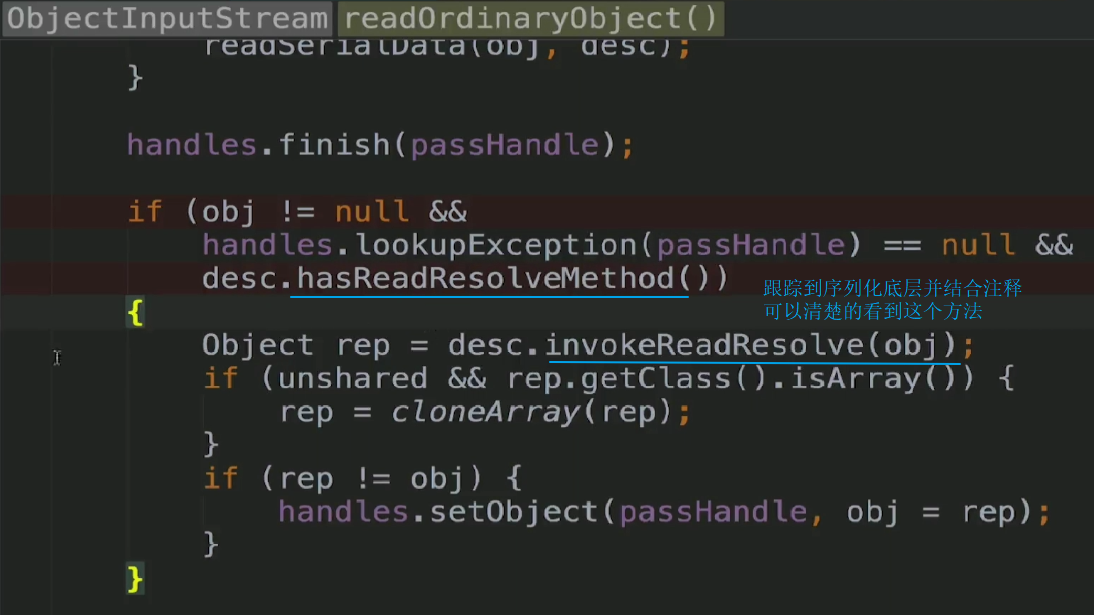 ObjectInputStream readOrdinaryObject()
readSerialData(obj, desc);
}
handles.finish(passHandle);
if (obj != null &&
handles.lookupException(passHandle) == null &&
desc.hasReadResolveMethod())
跟踪到序列化底层并结合注释
{
可以清楚的看到这个方法
Object rep = desc.invokeReadResolve(obj);
if (unshared && rep.getClass().isArray()) {
rep = cloneArray(rep);
}
if (rep != obj) {
handles.setObject(passHandle, obj = rep);
}
}